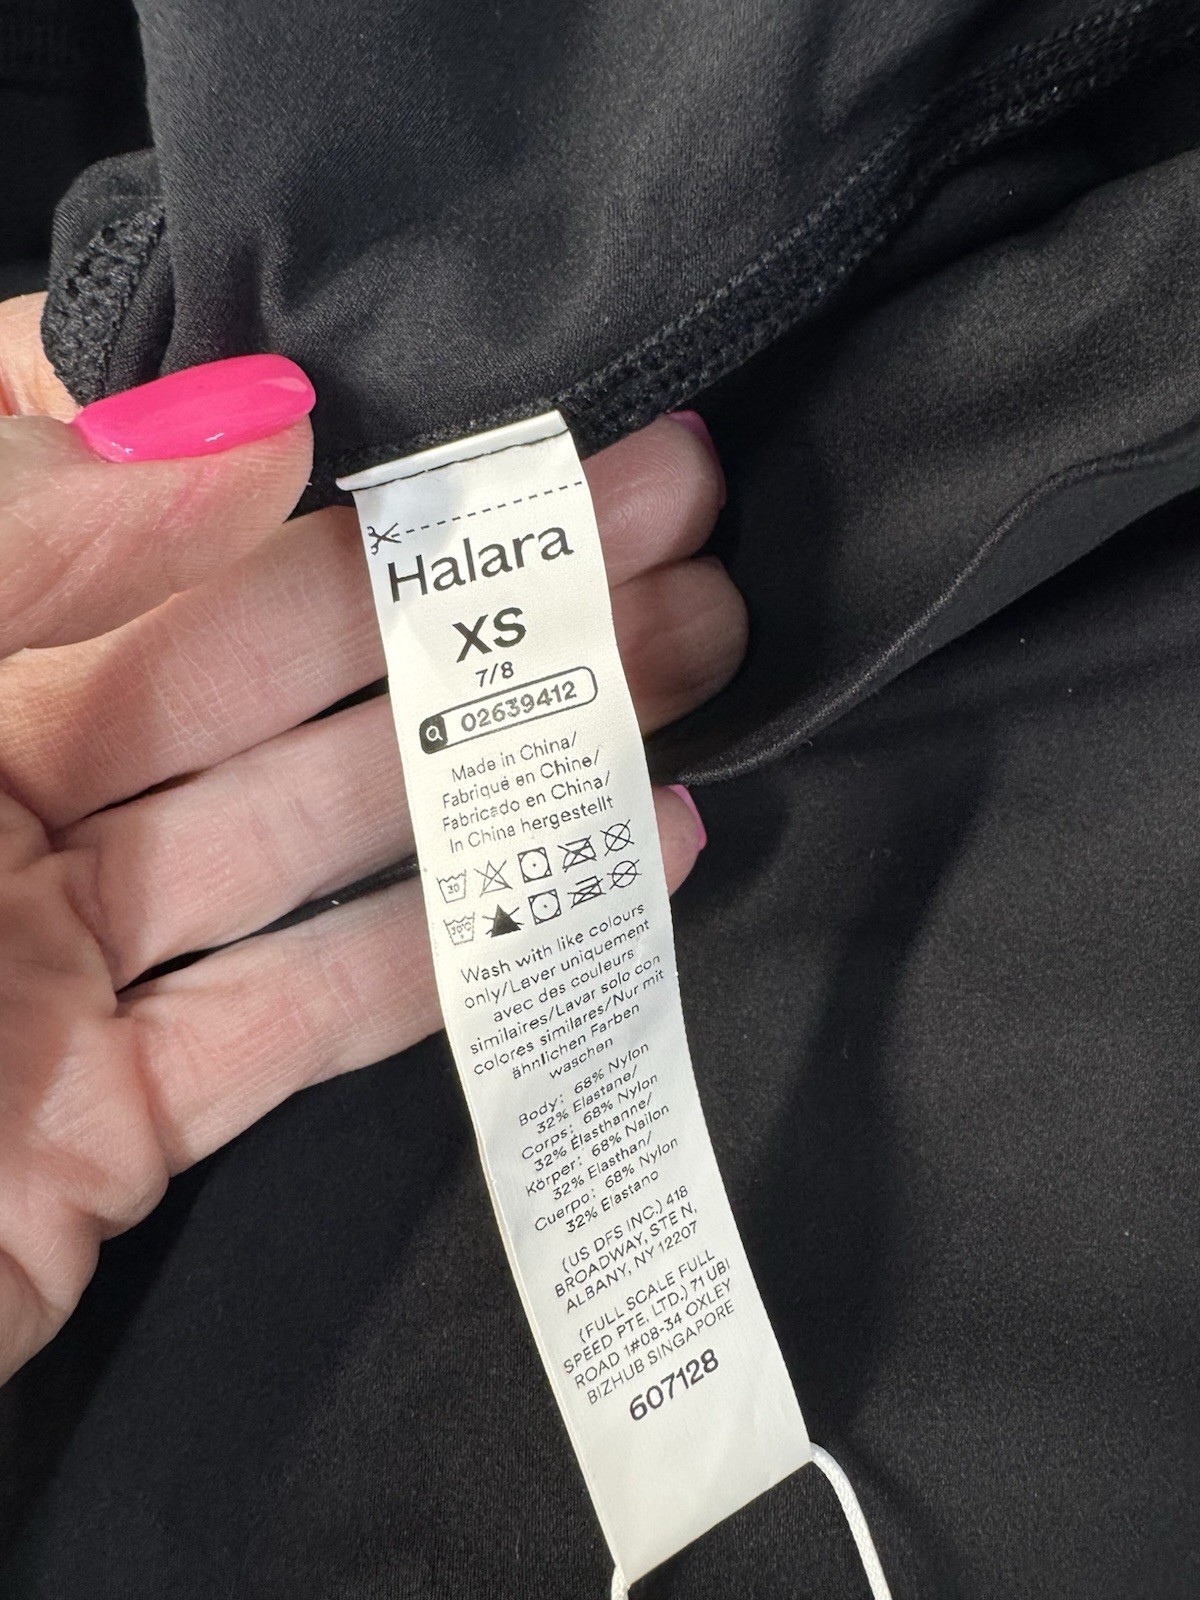 Halara
XS
7/8
02639412
Made in China/
Fabriqué en Chine/
Fabricado en China/
In China hergestellt
30
30°C
Wash with like colours
only/Laver uniquement
avec des couleurs
similaires/Lavar solo con
colores similares/Nur mit
ähnlichen Farben
waschen
Body: 68% Nylon
32% Elastane/
Corps: 68% Nylon
32% Élasthanne/
Körper: 68% Nailon
32% Elasthan/
Cuerpo: 68% Nylon
32% Elastano
(US DFS INC.) 418
BROADWAY, STE N,
ALBANY, NY 12207
(FULL SCALE FULL
SPEED PTE. LTD.) 71 UBI
ROAD 1#08-34 OXLEY
BIZHUB SINGAPORE
607128